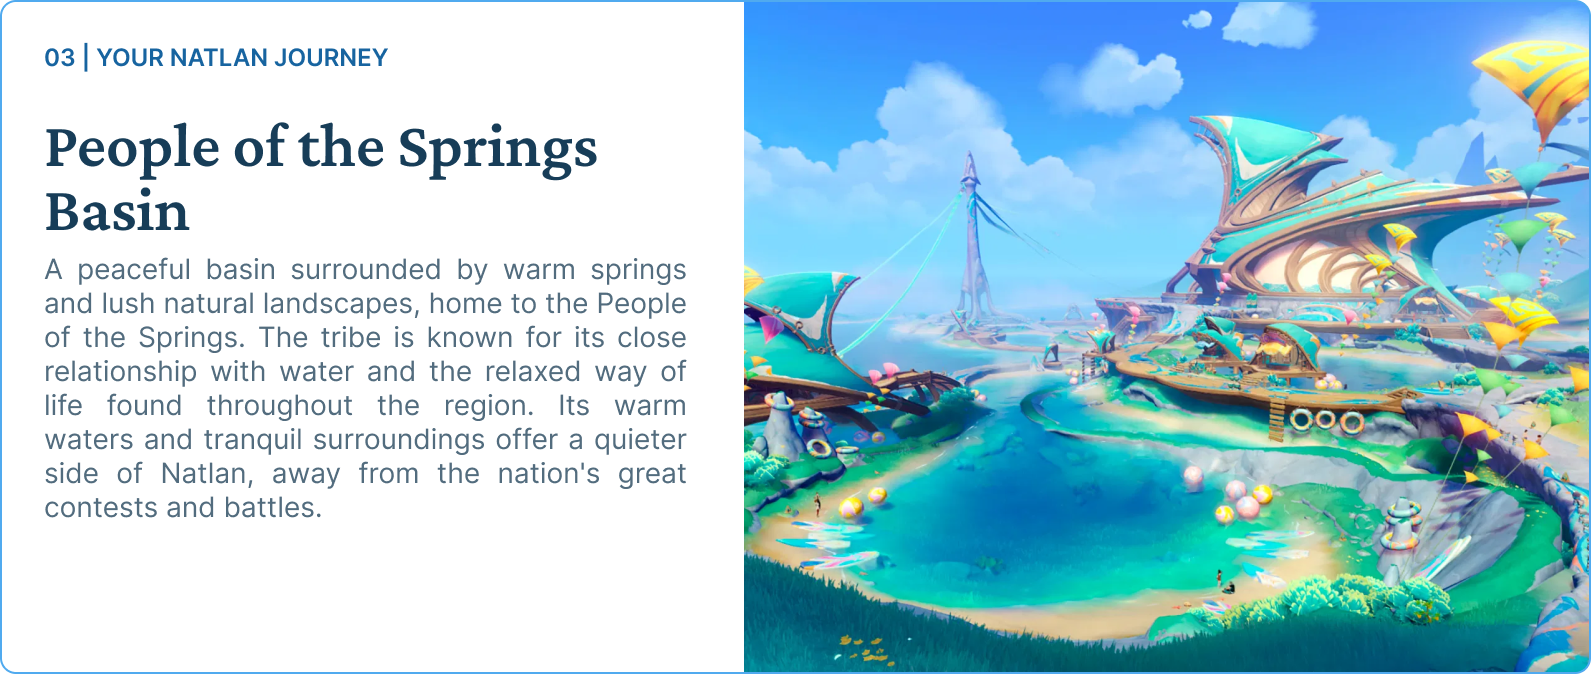 03 | YOUR NATLAN JOURNEY
People of the Springs
Basin
A peaceful basin surrounded by warm springs
and lush natural landscapes, home to the People
of the Springs. The tribe is known for its close
relationship with water and the relaxed way of
life found throughout the region. Its warm
waters and tranquil surroundings offer a quieter
side of Natlan, away from the nation's great
contests and battles.